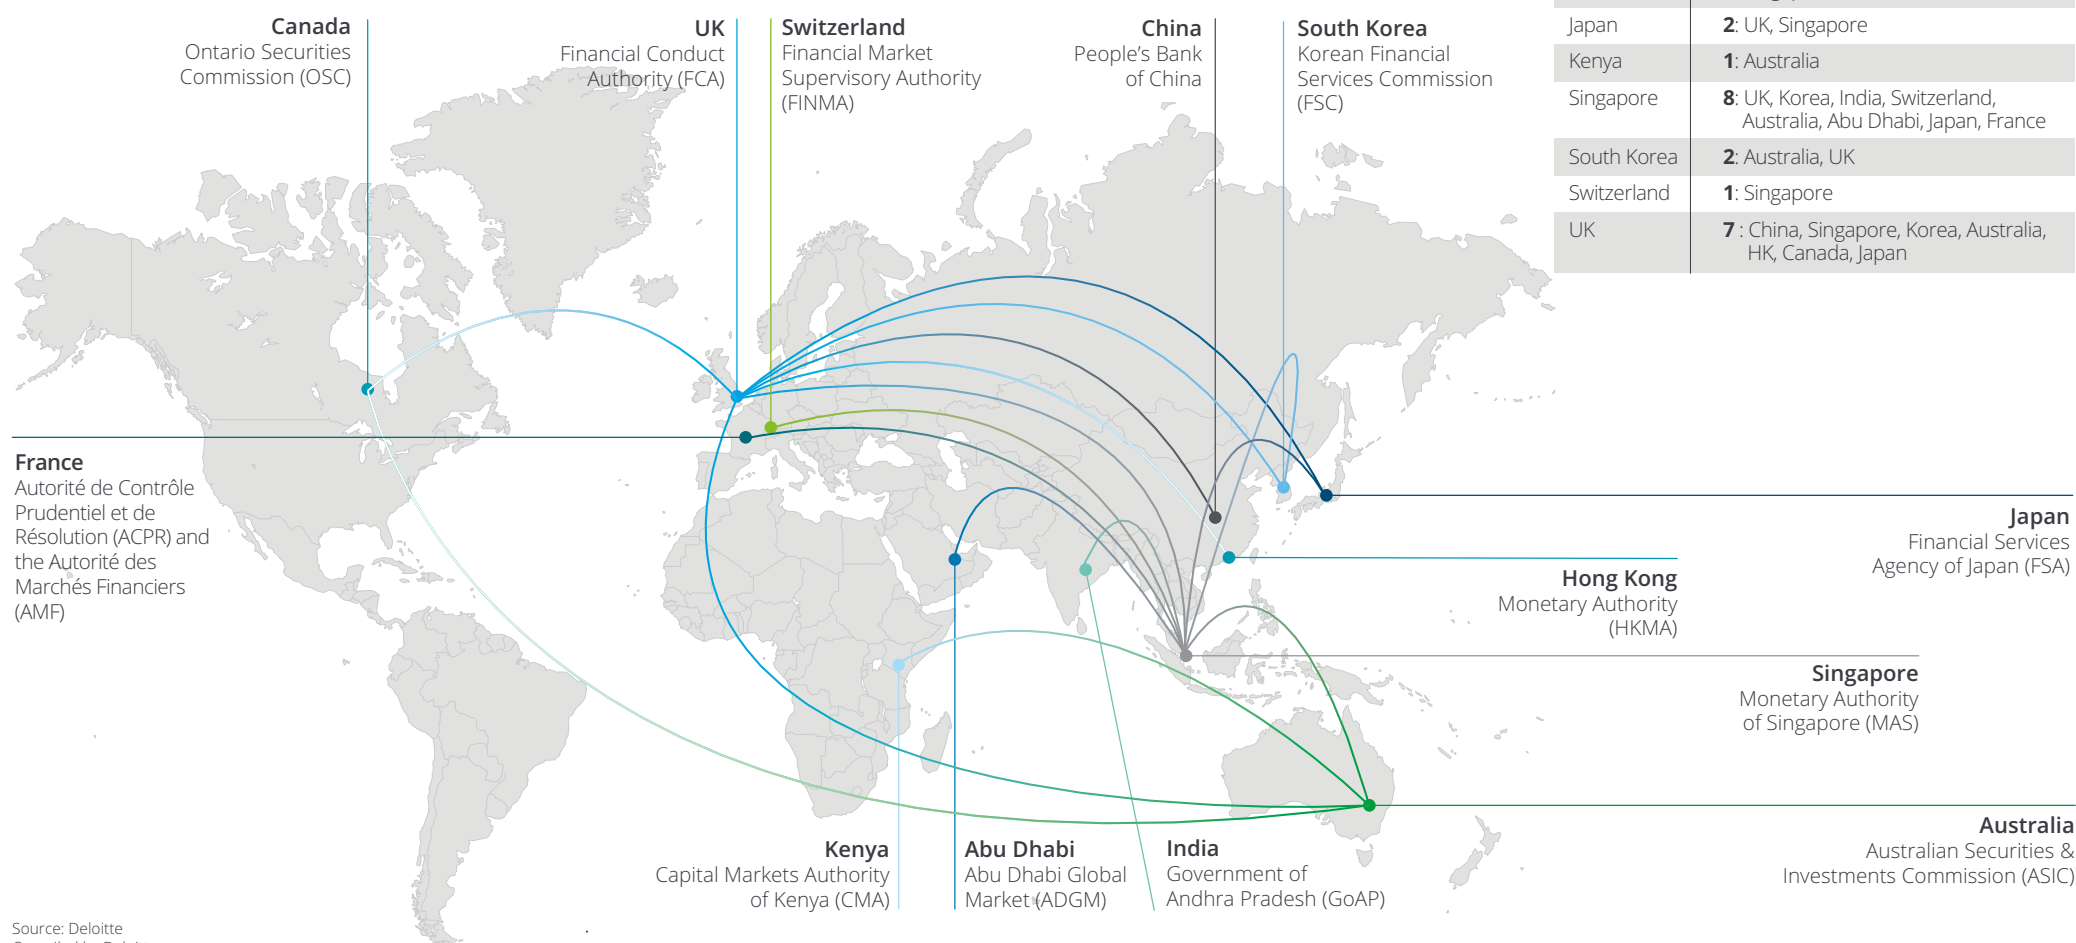 Canada
Ontario Securities
Commission (OSC)
UK
Financial Conduct
Authority (FCA)
Switzerland
Financial Market
Supervisory Authority
(FINMA)
China
People’s Bank
of China
South Korea
Korean Financial
Services Commission
(FSC)
Japan 2: UK, Singapore
Kenya 1: Australia
Singapore 8: UK, Korea, India, Switzerland,
Australia, Abu Dhabi, Japan, France
South Korea 2: Australia, UK
Switzerland 1: Singapore
UK 7 : China, Singapore, Korea, Australia,
HK, Canada, Japan
France
Autorité de Contrôle
Prudentiel et de
Résolution (ACPR) and
the Autorité des
Marchés Financiers
(AMF)
Japan
Financial Services
Agency of Japan (FSA)
Hong Kong
Monetary Authority
(HKMA)
Singapore
Monetary Authority
of Singapore (MAS)
Australia
Australian Securities &
Investments Commission (ASIC)
Kenya
Capital Markets Authority
of Kenya (CMA)
Abu Dhabi
Abu Dhabi Global
Market (ADGM)
India
Government of
Andhra Pradesh (GoAP)
Source: Deloitte